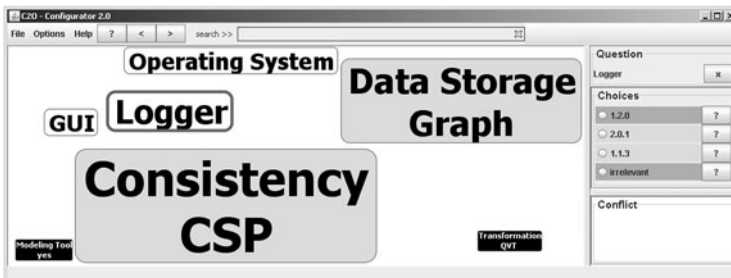 C2O - Configurator 2.0
File Options Help ? < > search >>
Operating System
Data Storage
Graph
Logger
GUI
Consistency
CSP
Modeling Tool
yes
Transformation
QVT
Question
Logger x
Choices
1.2.0 ?
2.0.1 ?
1.1.3 ?
irrelevant ?
Conflict